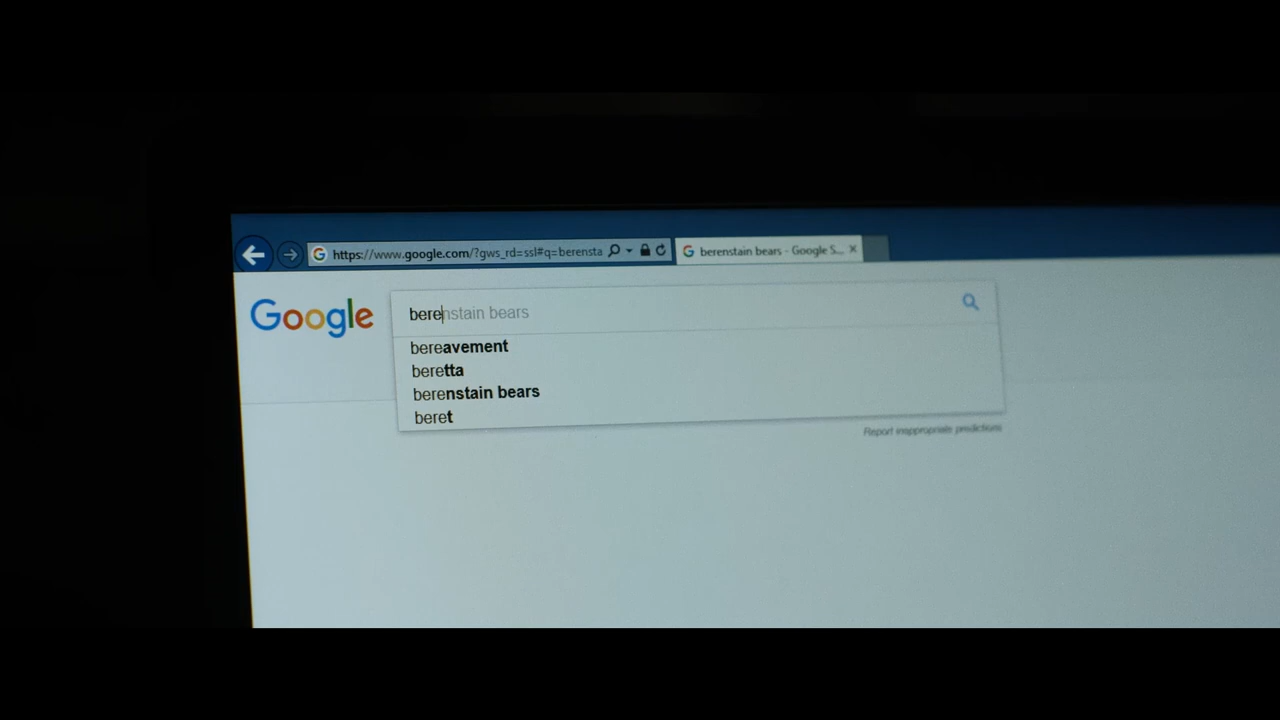 https://www.google.com/?gws_rd=ssl#q=berensta
berenstain bears - Google S...
Google
berenstain bears
bereavement
beretta
berenstain bears
beret
Report inappropriate predictions